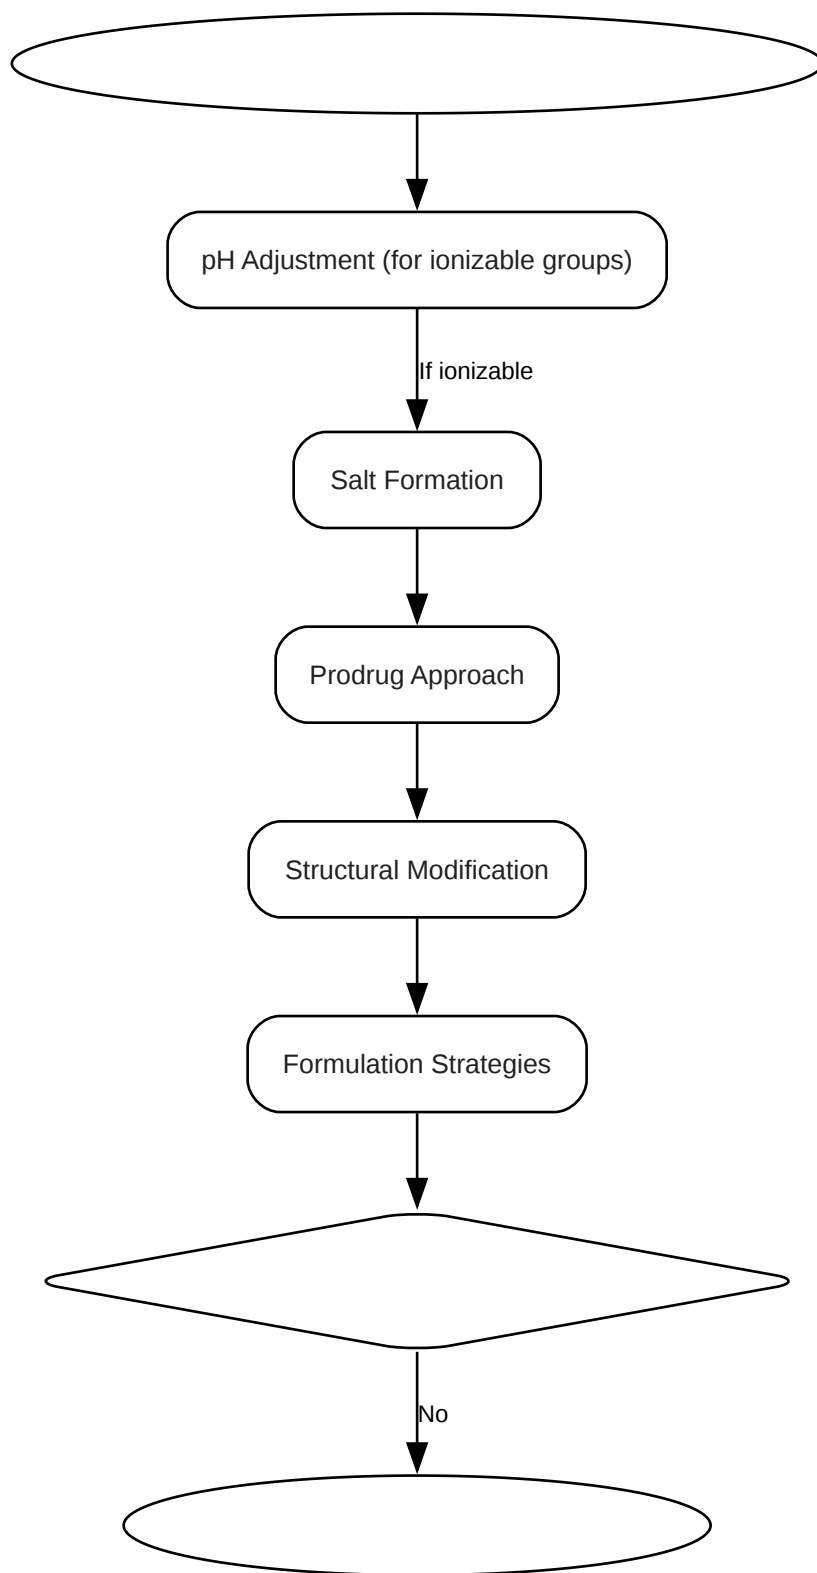 pH Adjustment (for ionizable groups)
If ionizable
Salt Formation
Prodrug Approach
Structural Modification
Formulation Strategies
No